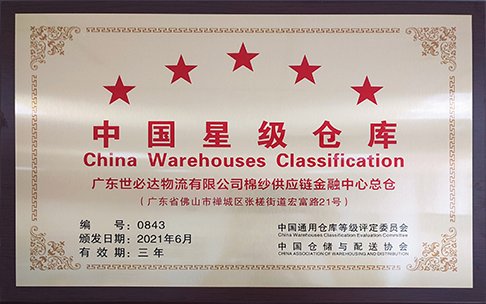 中国星级仓库
China Warehouses Classification
广东世必达物流有限公司棉纱供应链金融中心总仓
(广东省佛山市禅城区张槎街道宏富路21号)
编 号: 0843
颁发日期: 2021年6月
有 效 期: 三 年
中国通用仓库等级评定委员会
China Warehouses Classification Evaluation Committee
中 国 仓 储 与 配 送 协 会
CHINA ASSOCIATION OF WAREHOUSING AND DISTRIBUTION